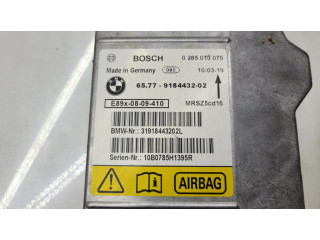 BOSCH 0 285 010 070
Made in Germany 10-03-19
65.77 - 9184432-02
E89x-08-09-410 MRSZ5cd16
BMW-Nr.: 31918443202L
Serien-Nr.: 10B0785H1395R
AIRBAG